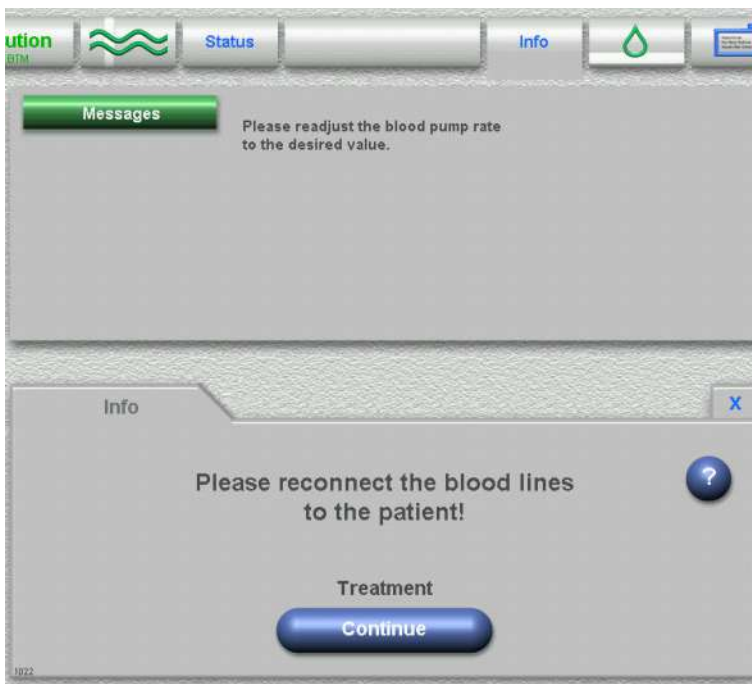 ution
BTM
Status
Info
Messages
Please readjust the blood pump rate
to the desired value.
Info
X
?
Please reconnect the blood lines
to the patient!
Treatment
Continue
1022